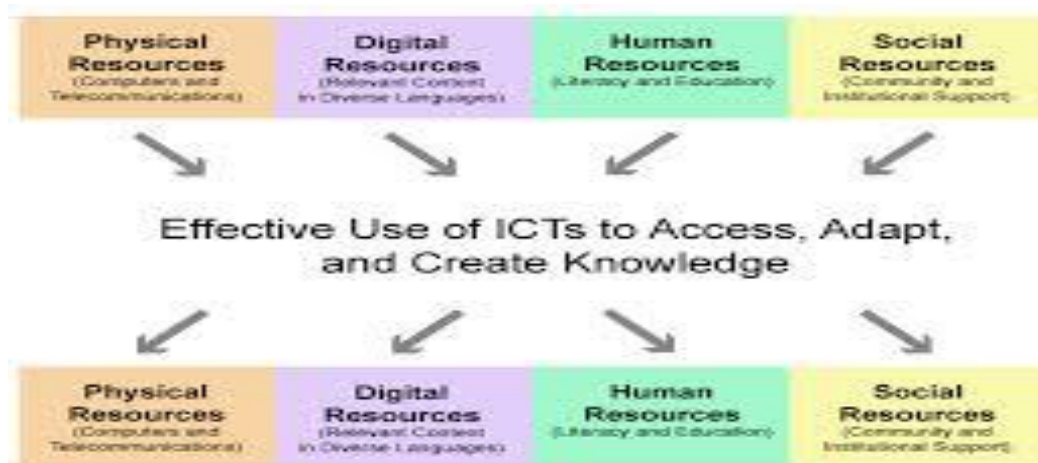 Physical
Resources
(Computers and
Telecommunications)
Digital
Resources
(Relevant Content
in Diverse Languages)
Human
Resources
(Literacy and Education)
Social
Resources
(Community and
Institutional Support)
Effective Use of ICTs to Access, Adapt,
and Create Knowledge
Physical
Resources
(Computers and
Telecommunications)
Digital
Resources
(Relevant Content
in Diverse Languages)
Human
Resources
(Literacy and Education)
Social
Resources
(Community and
Institutional Support)